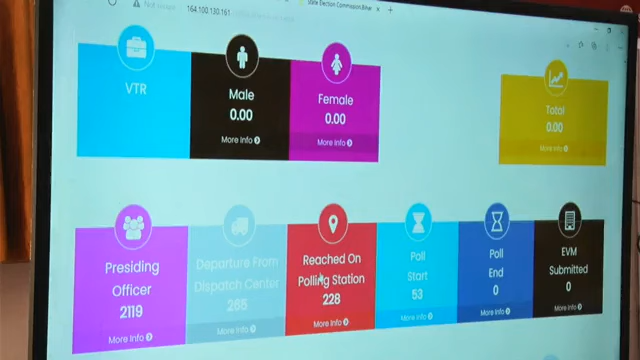 State Election Commission,Bihar
164.100.130.161
VTR
Male
0.00
More Info
Female
0.00
More Info
Total
0.00
More Info
Presiding
Officer
2119
More Info
Departure From
Dispatch Center
265
More Info
Reached On
Polling Station
228
More Info
Poll
Start
53
More Info
Poll
End
0
More Info
EVM
Submitted
0
More Info